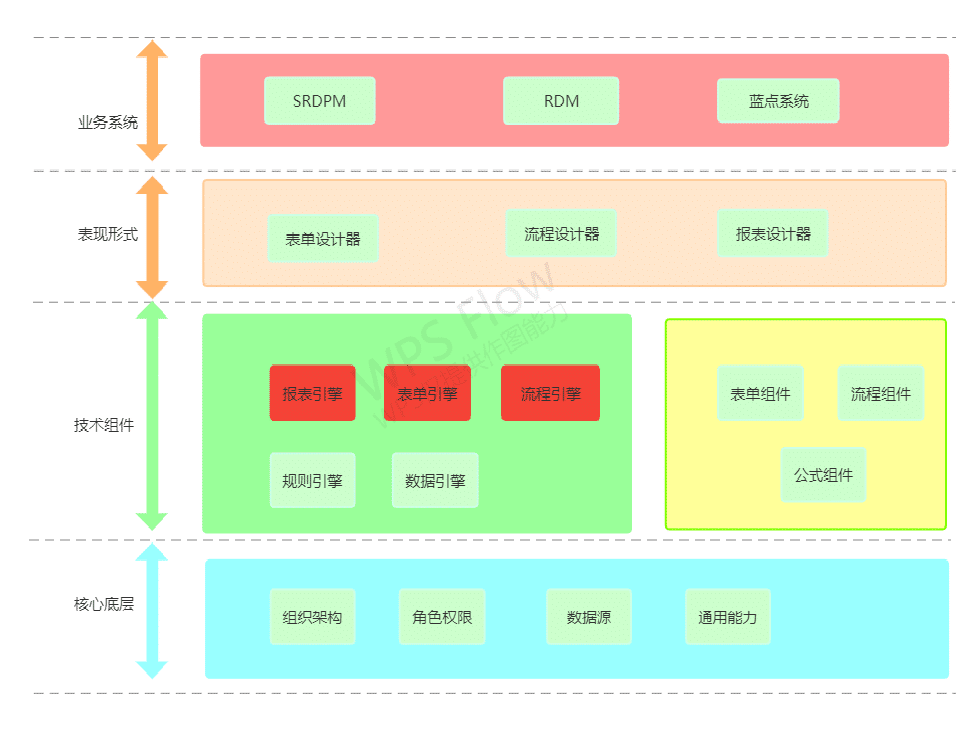 业务系统
SRDPM
RDM
蓝点系统
表现形式
表单设计器
流程设计器
报表设计器
WPS Flow
技术组件
报表引擎
表单引擎
流程引擎
规则引擎
数据引擎
表单组件
流程组件
公式组件
核心底层
组织架构
角色权限
数据源
通用能力